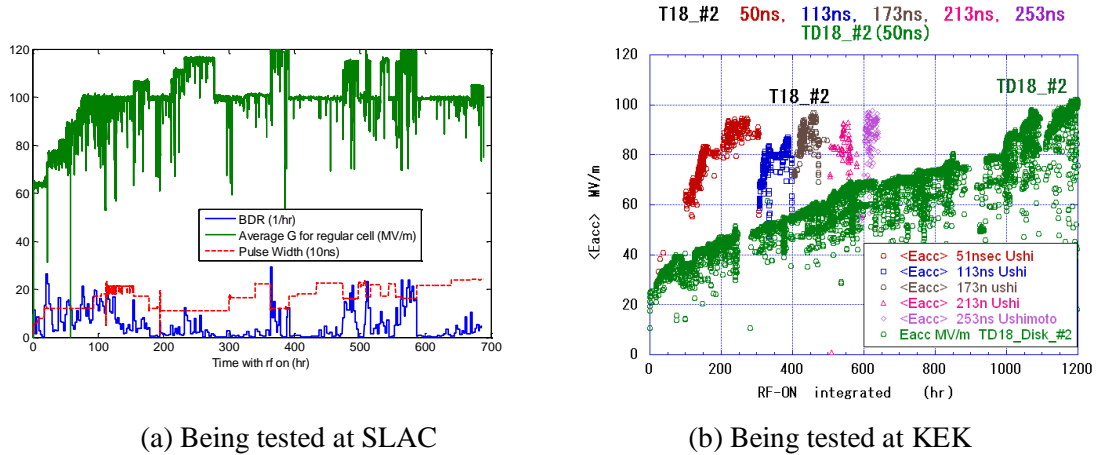 120
100
80
60
40
20
0
BDR (1/hr)
Average G for regular cell (MV/m)
Pulse Width (10ns)
0 100 200 300 400 500 600 700
Time with rf on (hr)
(a) Being tested at SLAC
T18_#2 50ns, 113ns, 173ns, 213ns, 253ns
TD18_#2(50ns)
120
100
80
60
40
20
0
<Eacc> MV/m
T18_#2
TD18_#2
<Eacc> 51nsec Ushi
<Eacc> 113ns Ushi
<Eacc> 173n ushi
<Eacc> 213n Ushi
<Eacc> 253ns Ushimoto
Eacc MV/m TD18_Disk_#2
0 200 400 600 800 1000 1200
RF-ON integrated (hr)
(b) Being tested at KEK